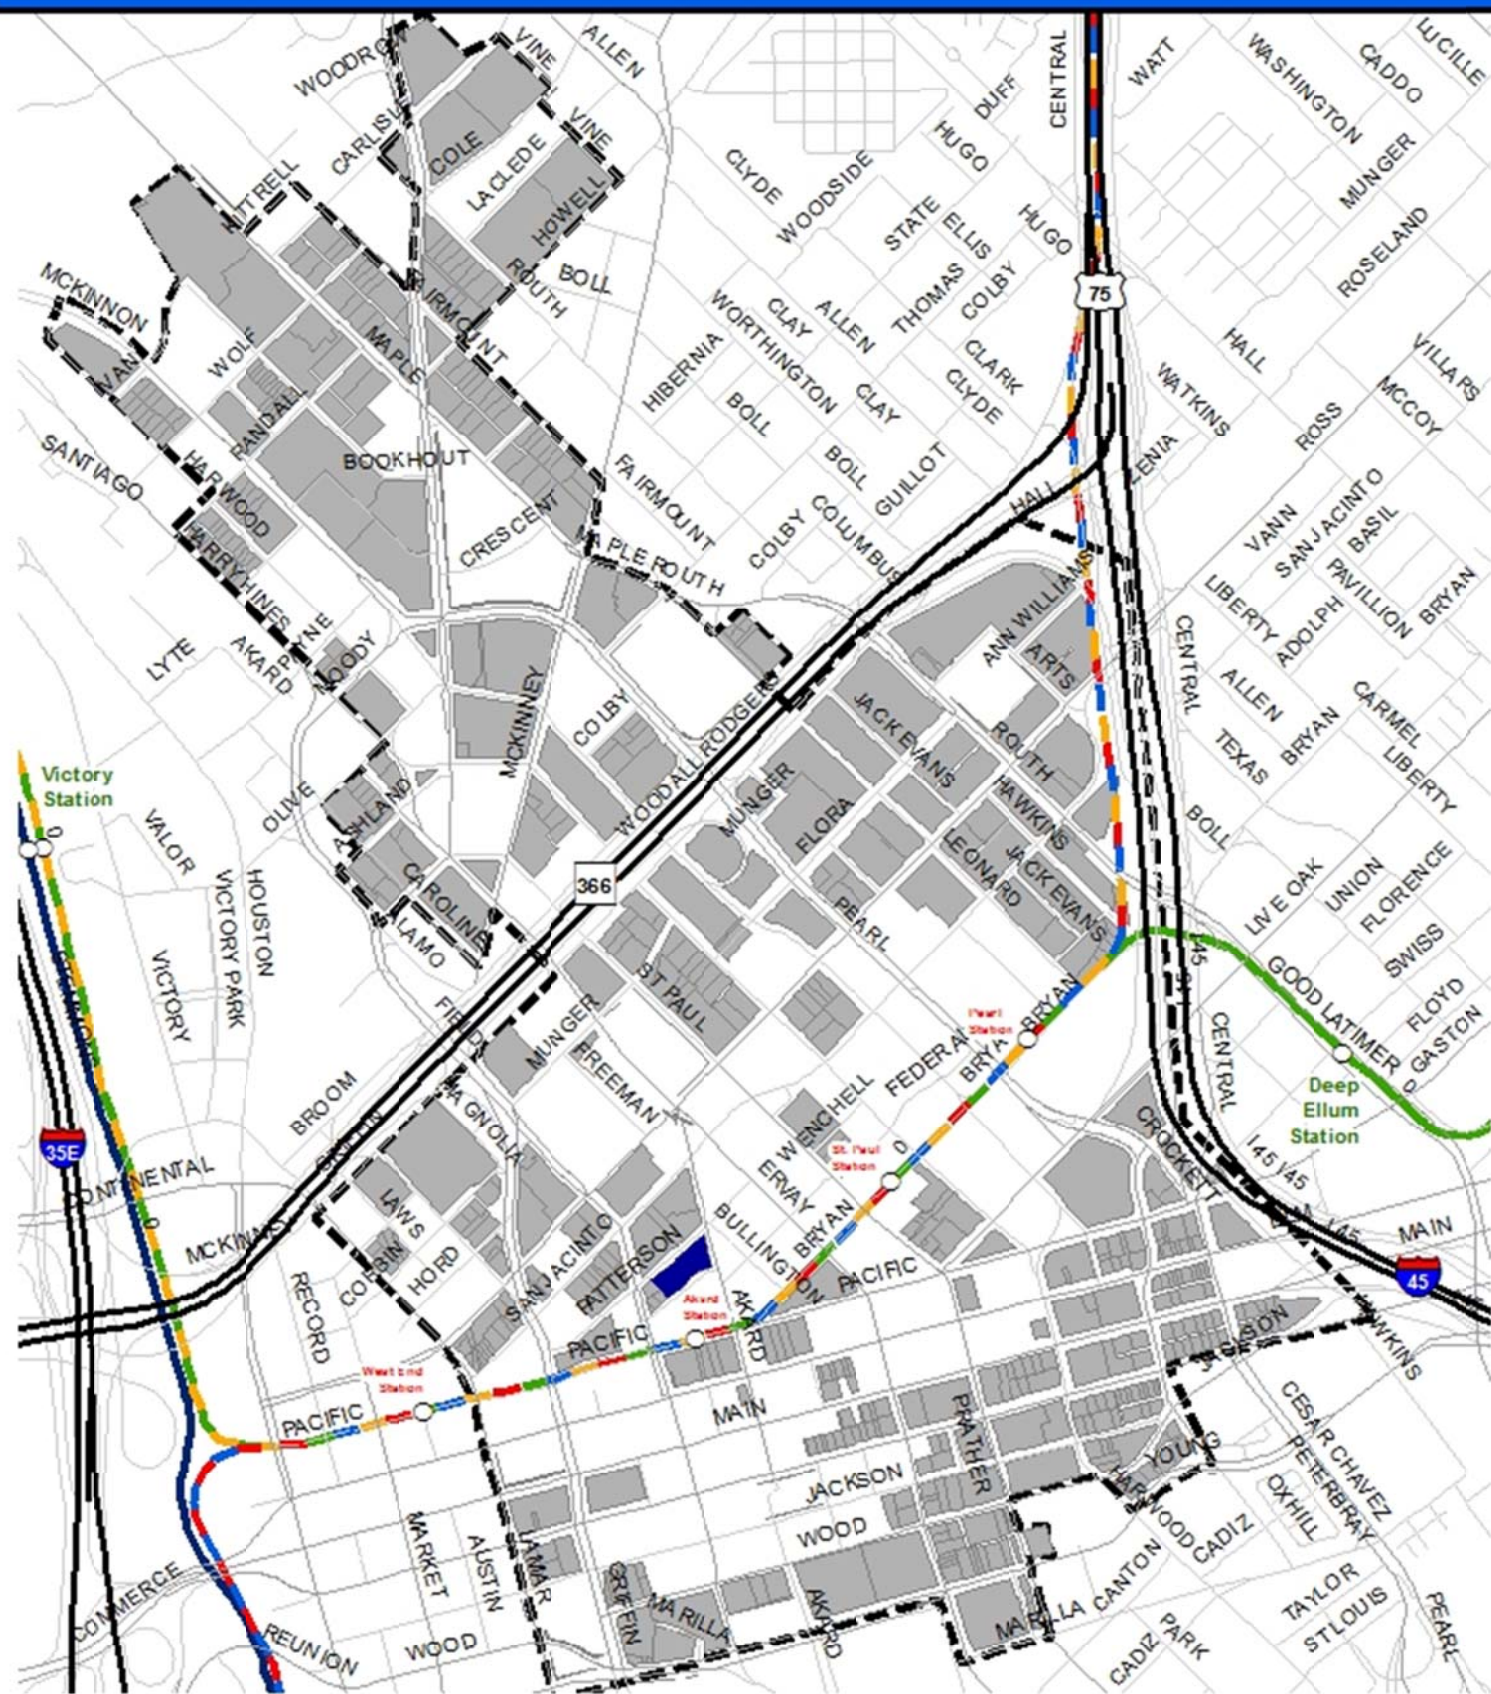 WOODRO
VINE
ALLEN
CENTRAL
WATT
WASHINGTON
CADDO
LUCILLE
CARLISL
COLE
VINE
LACLEDE
HOWELL
DUFF
HUGO
CLYDE
WOODSIDE
MUNGER
STATE
ELLIS
HUGO
ROSELAND
MCKINNON
ROUTH
BOLL
75
THOMAS
COLBY
CLAY
ALLEN
WORTHINGTON
HIBERNIA
FAIRMOUNT
MAPLE
WOLF
IVAN
RANDALL
CLARK
CLYDE
HALL
VILLARS
MCCOY
WATKINS
ROSS
BOLL
CLAY
BOLL
GUILLOT
SANTIAGO
HARWOOD
BOOKHOUT
CRESCENT
FAIRMOUNT
COLBY
COLUMBUS
HALL
VANN
SAN JACINTO
BASIL
PAVILLION
BRYAN
HARRY HINES
MAPLE ROUTH
ANN WILLIAMS
LIBERTY
ADOLPH
LYTE
AKARD
PAYNE
MOODY
MCKINNEY
COLBY
WOODALL RODGERS
ARTS
CENTRAL
ALLEN
BRYAN
CARMEL
LIBERTY
TEXAS
JACK EVANS
ROUTH
HAWKINS
MUNGER
FLORA
LEONARD
JACK EVANS
PEARL
BOLL
LIVE OAK
UNION
FLORENCE
SWISS
FLOYD
GASTON
Victory
Station
VALOR
OLIVE
ASHLAND
HOUSTON
VICTORY PARK
VICTORY
CAROLINE
366
ST PAUL
FIELD
MUNGER
FREEMAN
FEDERAL
Pearl
Station
BRYAN
I45
GOOD LATIMER
CENTRAL
Deep
Ellum
Station
BROOM
MAGNOLIA
WENCHELL
St. Paul
Station
ERVAY
BRYAN
BULLINGTON
CROCKETT
I45 I45
I45
MAIN
45
35E
CONTINENTAL
LAWS
CORBIN
HORD
SAN JACINTO
PATTERSON
RECORD
Akard
Station
AKARD
PACIFIC
PACIFIC
West End
Station
PACIFIC
MAIN
PRATHER
JACKSON
HAWKINS
CESAR CHAVEZ
PETERBRAY
OXHILL
YOUNG
HARWOOD
CADIZ
JACKSON
WOOD
MARKET
AUSTIN
LAMAR
GRIFFIN
MARILLA
AKARD
MARILLA
CANTON
TAYLOR
ST LOUIS
PARK
CADIZ
PEARL
COMMERCE
REUNION
WOOD